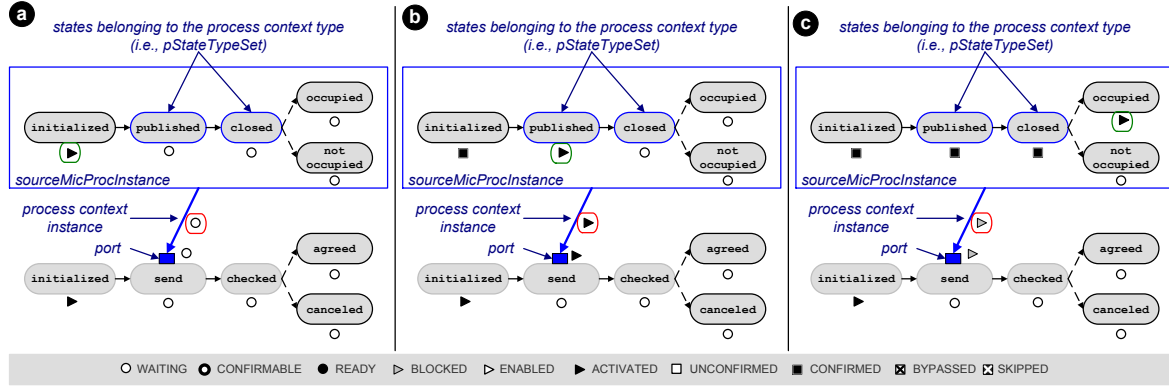 a
states belonging to the process context type
(i.e., pStateTypeSet)
initialized
published
closed
occupied
not
occupied
sourceMicProcInstance
process context
instance
port
initialized
send
checked
agreed
canceled
b
states belonging to the process context type
(i.e., pStateTypeSet)
initialized
published
closed
occupied
not
occupied
sourceMicProcInstance
process context
instance
port
initialized
send
checked
agreed
canceled
c
states belonging to the process context type
(i.e., pStateTypeSet)
initialized
published
closed
occupied
not
occupied
sourceMicProcInstance
process context
instance
port
initialized
send
checked
agreed
canceled
WAITING CONFIRMABLE READY BLOCKED ENABLED ACTIVATED UNCONFIRMED CONFIRMED BYPASSED SKIPPED